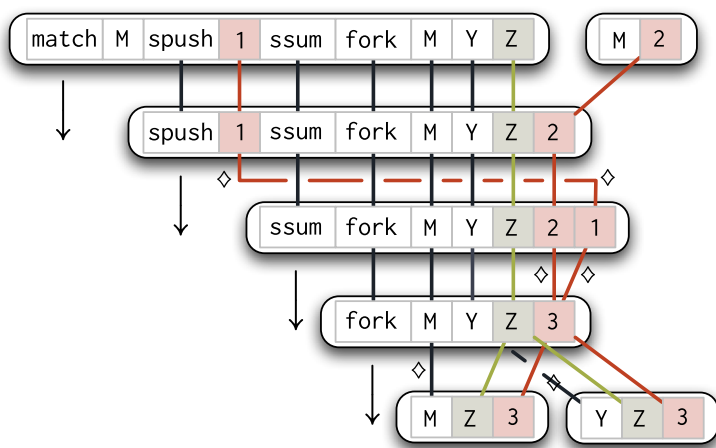 match M spush 1 ssum fork M Y Z
M 2
spush 1 ssum fork M Y Z 2
ssum fork M Y Z 2 1
fork M Y Z 3
M Z 3
Y Z 3